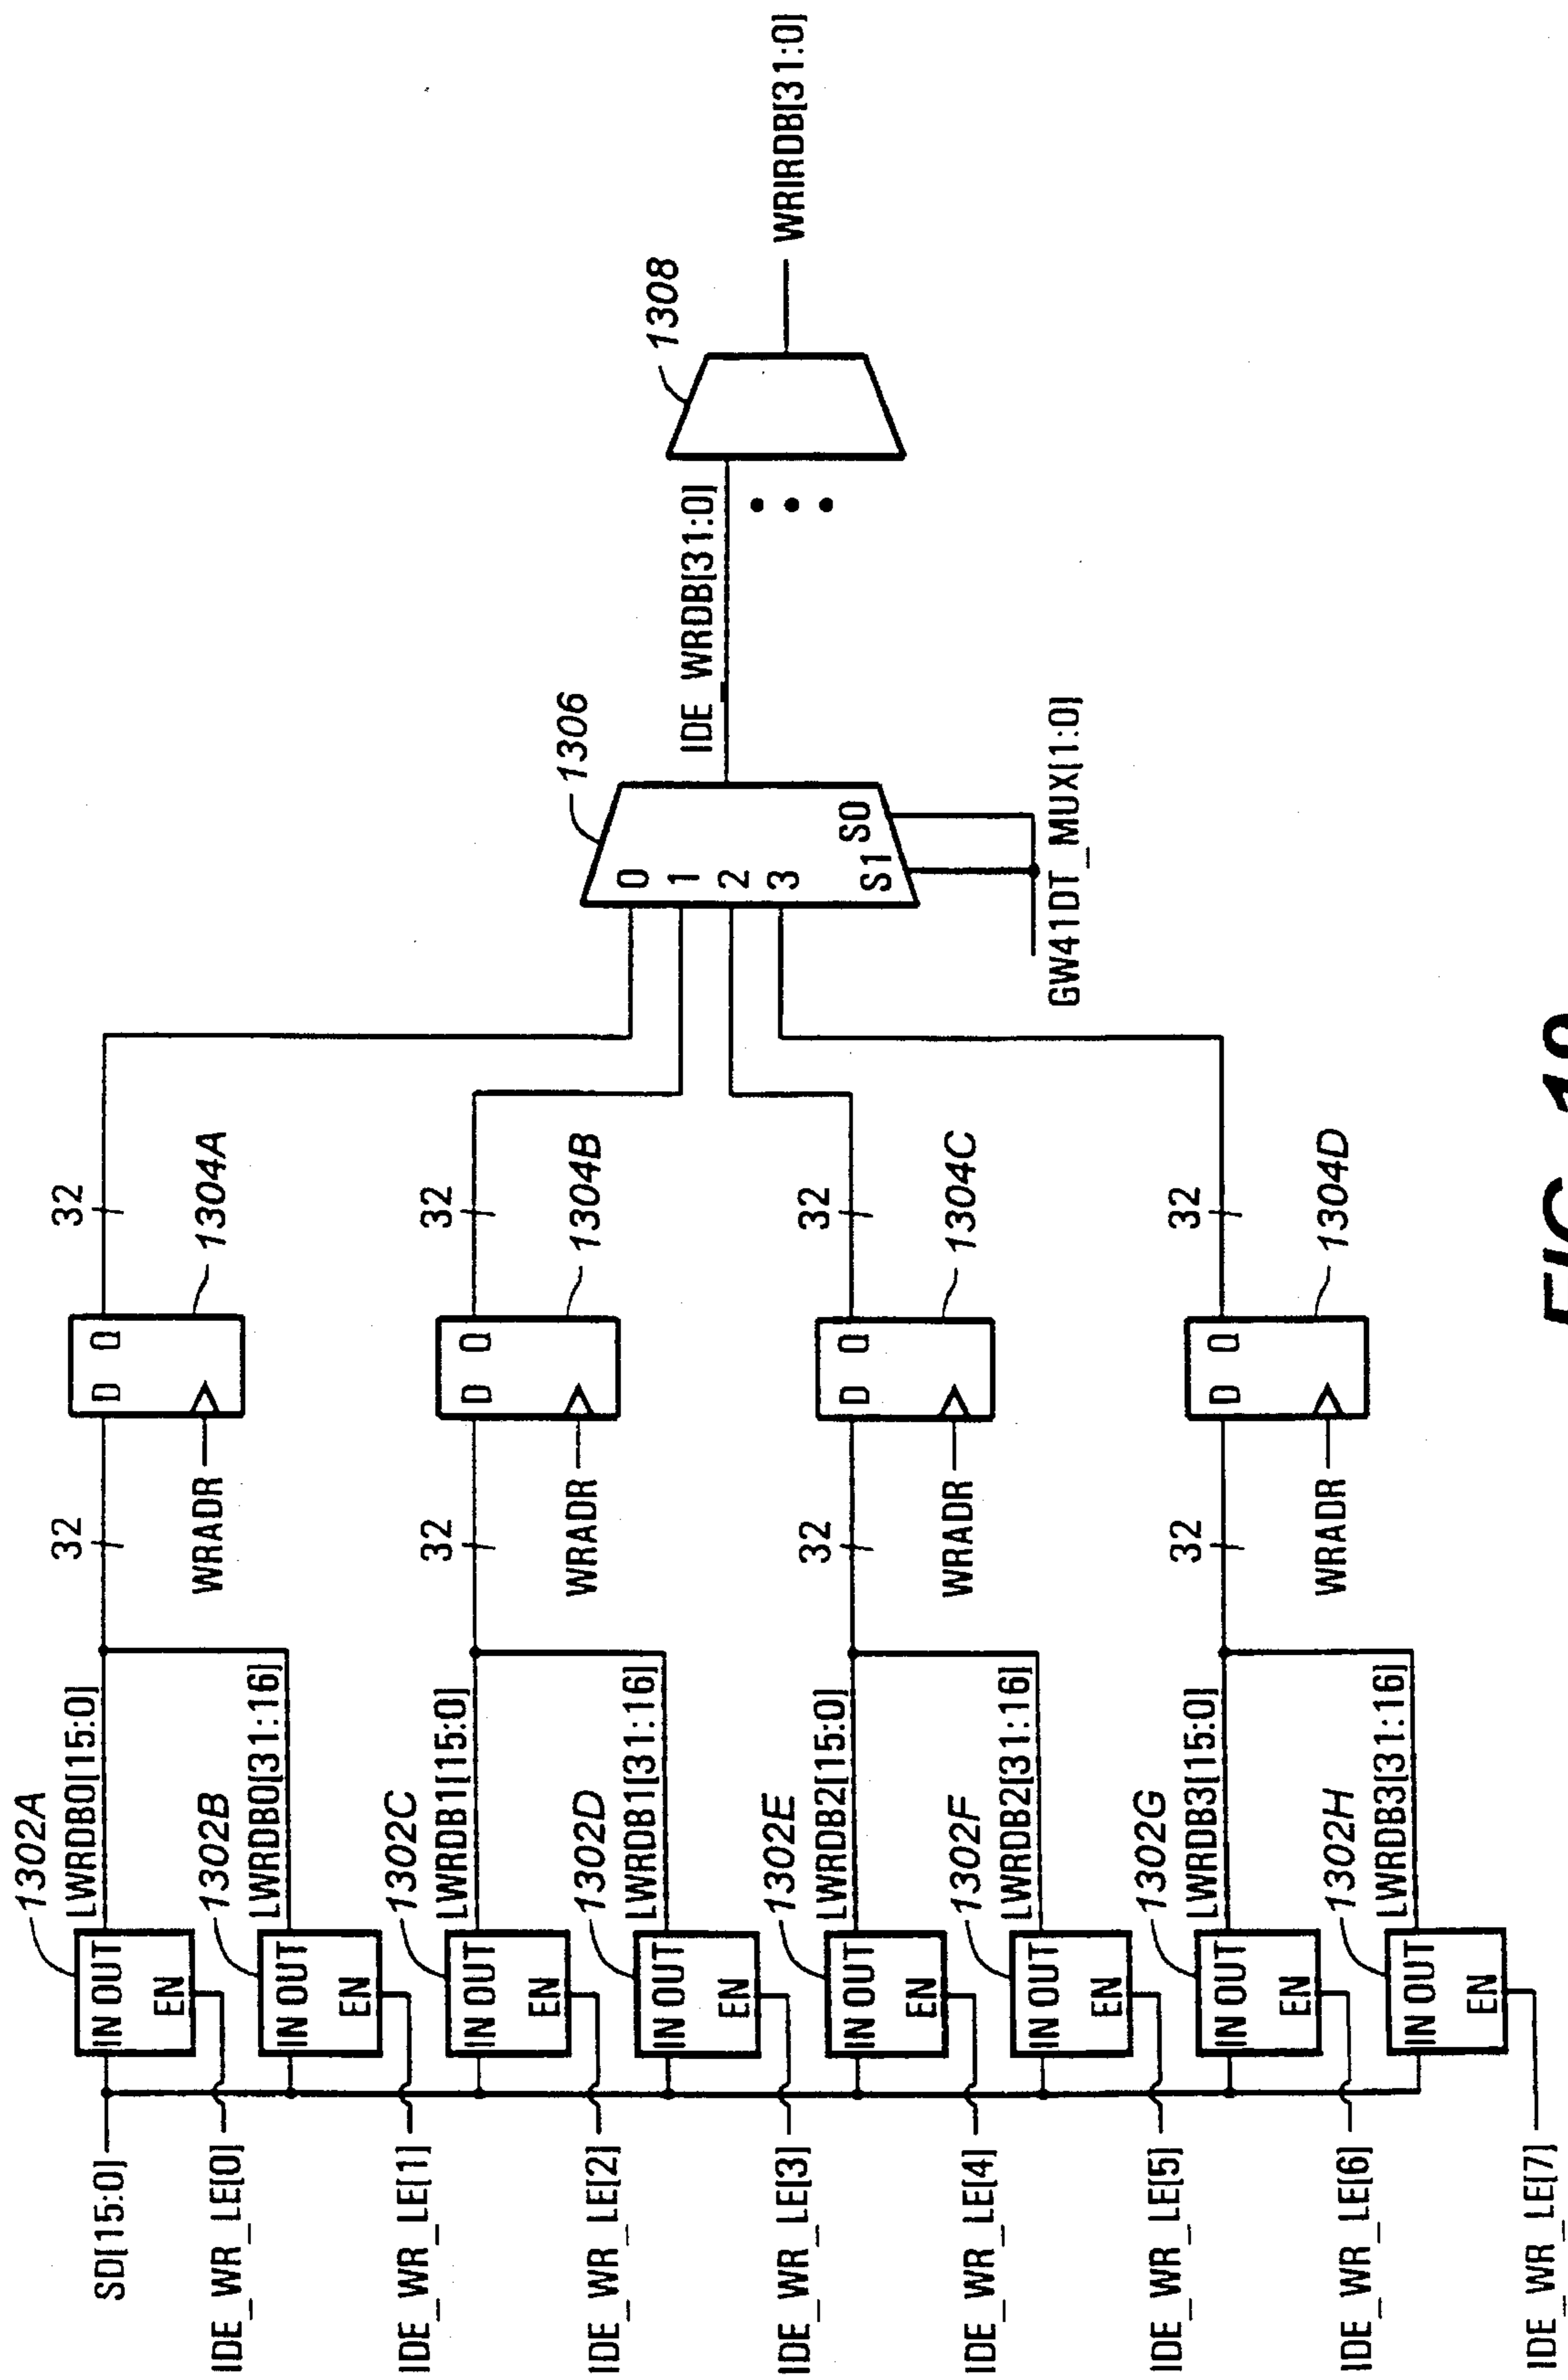 SD[15:0]
1302A
IN OUT
EN
LWRDB0[15:0]
32
D Q
WRADR
1304A
32
IDE_WR_LE[0]
1302B
IN OUT
EN
LWRDB0[31:16]
IDE_WR_LE[1]
1302C
IN OUT
EN
LWRDB1[15:0]
32
D Q
WRADR
1304B
32
IDE_WR_LE[2]
1302D
IN OUT
EN
LWRDB1[31:16]
IDE_WR_LE[3]
1302E
IN OUT
EN
LWRDB2[15:0]
32
D Q
WRADR
1304C
32
IDE_WR_LE[4]
1302F
IN OUT
EN
LWRDB2[31:16]
IDE_WR_LE[5]
1302G
IN OUT
EN
LWRDB3[15:0]
32
D Q
WRADR
1304D
32
IDE_WR_LE[6]
1302H
IN OUT
EN
LWRDB3[31:16]
IDE_WR_LE[7]
1306
0
1
2
3
S1 S0
GW41DT_MUX[1:0]
IDE_WRDB[31:0]
1308
WRIRDB[31:0]
FIG.